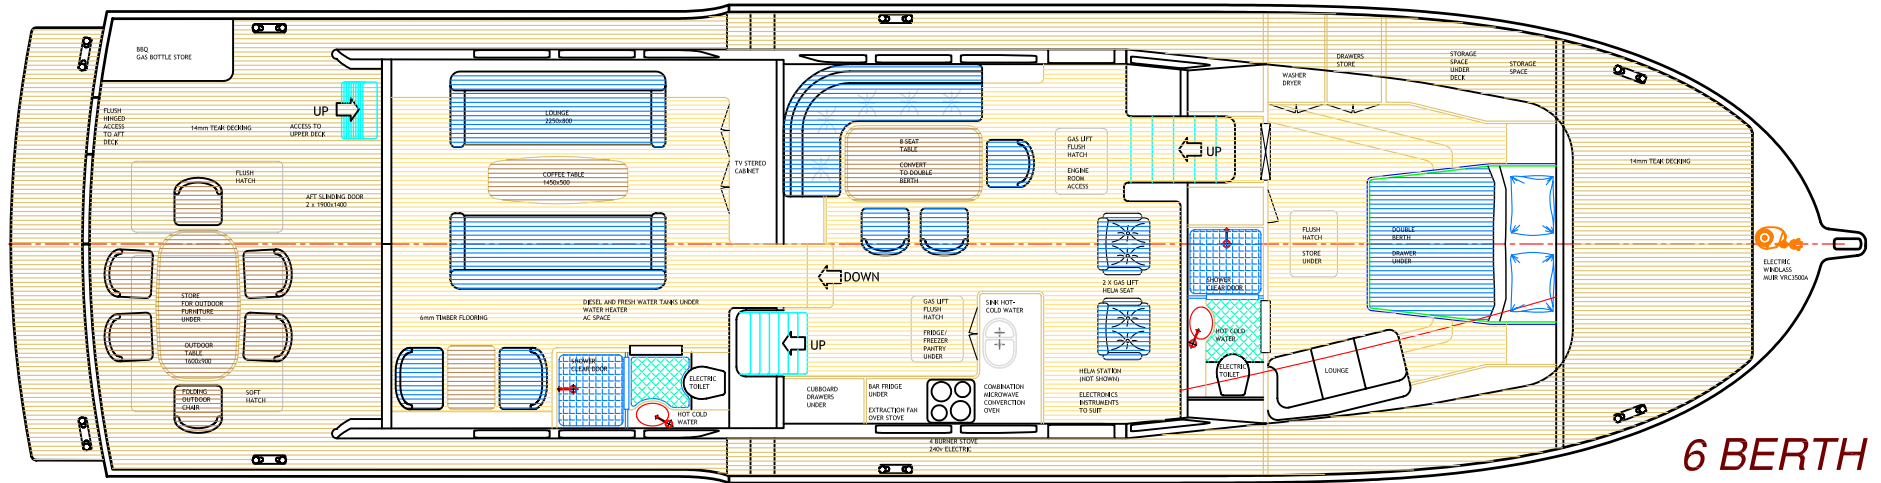 BBQ
GAS BOTTLE STORE
FLUSH
HINGED
ACCESS
TO AFT
DECK
14mm TEAK DECKING
UP
ACCESS TO
UPPER DECK
FLUSH
HATCH
AFT SLINDING DOOR
2 x 1900x1400
STORE
FOR OUTDOOR
FURNITURE
UNDER
OUTDOOR
TABLE
1600x900
FOLDING
OUTDOOR
CHAIR
SOFT
HATCH
LOUNGE
2250x800
COFFEE TABLE
1450x500
TV STEREO
CABINET
DIESEL AND FRESH WATER TANKS UNDER
WATER HEATER
AC SPACE
6mm TIMBER FLOORING
SHOWER
CLEAR DOOR
ELECTRIC
TOILET
HOT COLD
WATER
8 SEAT
TABLE
CONVERT
TO DOUBLE
BERTH
GAS LIFT
FLUSH
HATCH
ENGINE
ROOM
ACCESS
UP
DOWN
UP
2 X GAS LIFT
HELM SEAT
GAS LIFT
FLUSH
HATCH
FRIDGE/
FREEZER
PANTRY
UNDER
SINK HOT-
COLD WATER
CUBBOARD
DRAWERS
UNDER
BAR FRIDGE
UNDER
EXTRACTION FAN
OVER STOVE
COMBINATION
MICROWAVE
CONVERCTION
OVEN
4 BURNER STOVE
240v ELECTRIC
HELM STATION
(NOT SHOWN)
ELECTRONICS
INSTRUMENTS
TO SUIT
WASHER
DRYER
DRAWERS
STORE
STORAGE
SPACE
UNDER
DECK
STORAGE
SPACE
14mm TEAK DECKING
FLUSH
HATCH
STORE
UNDER
DOUBLE
BERTH
DRAWER
UNDER
SHOWER
CLEAR DOOR
HOT COLD
WATER
ELECTRIC
TOILET
LOUNGE
ELECTRIC
WINDLASS
MUIR VRC3500A
6 BERTH